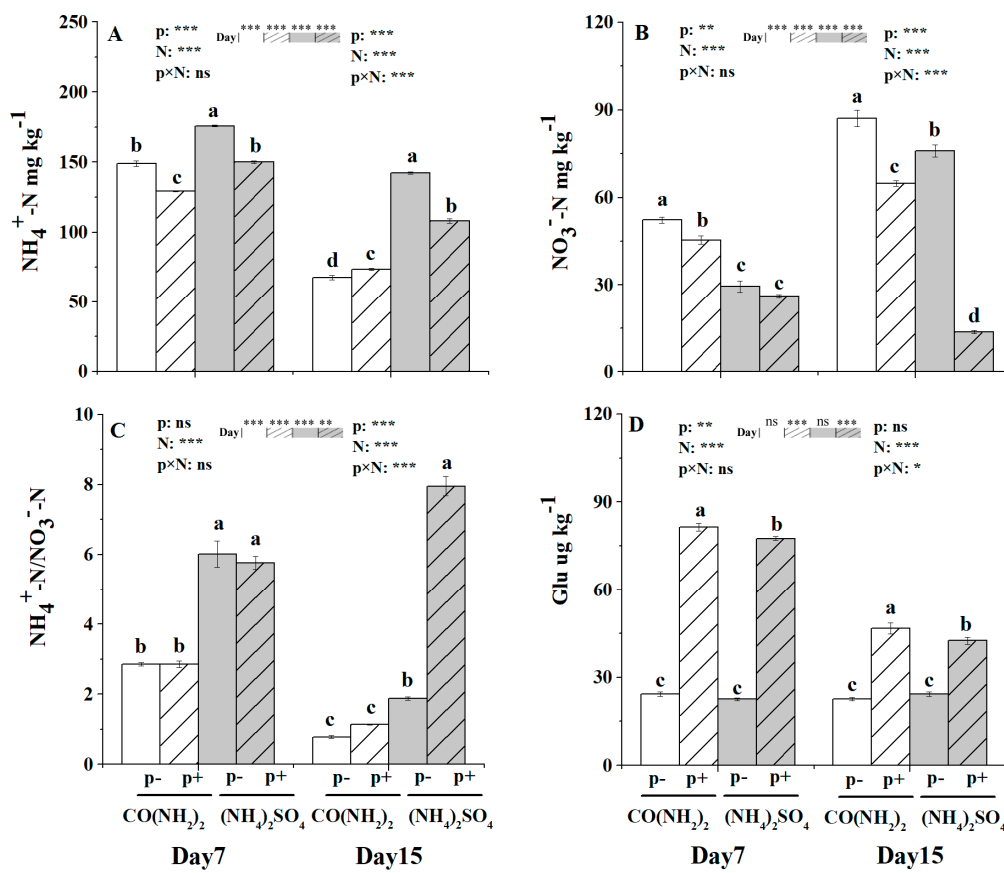 A
p: ***
N: ***
p×N: ns
Day *** *** *** ***
p: ***
N: ***
p×N: ***
NH4+-N mg kg-1
250
200
150
100
50
0
b
c
a
b
d
c
a
b
B
p: **
N: ***
p×N: ns
Day *** *** *** ***
p: ***
N: ***
p×N: ***
NO3--N mg kg-1
120
90
60
30
0
a
b
c
c
a
c
b
d
C
p: ns
N: ***
p×N: ns
Day *** *** *** **
p: ***
N: ***
p×N: ***
NH4+-N/NO3--N
10
8
6
4
2
0
b
b
a
a
c
c
b
a
p- p+ p- p+ p- p+ p- p+
CO(NH2)2 (NH4)2SO4 CO(NH2)2 (NH4)2SO4
Day7 Day15
D
p: **
N: ***
p×N: ns
Day ns *** ns ***
p: ns
N: ***
p×N: *
Glu ug kg-1
120
90
60
30
0
c
a
c
b
c
a
c
b
p- p+ p- p+ p- p+ p- p+
CO(NH2)2 (NH4)2SO4 CO(NH2)2 (NH4)2SO4
Day7 Day15